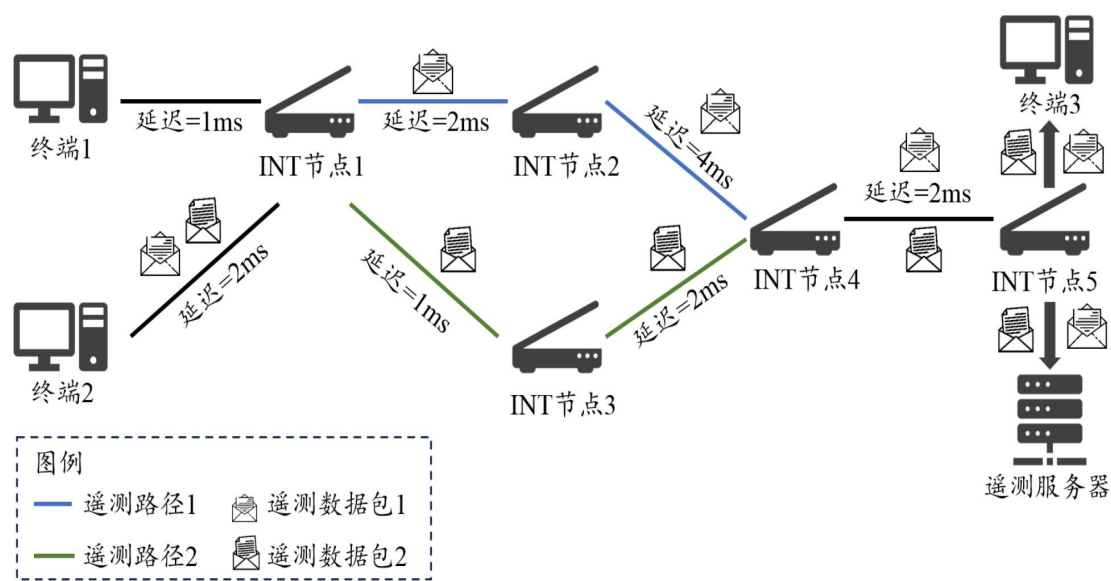 终端1
延迟=1ms
INT节点1
延迟=2ms
INT节点2
延迟=4ms
终端3
延迟=2ms
INT节点4
INT节点5
延迟=2ms
终端2
延迟=1ms
INT节点3
延迟=2ms
遥测服务器
图例
遥测路径1
遥测数据包1
遥测路径2
遥测数据包2